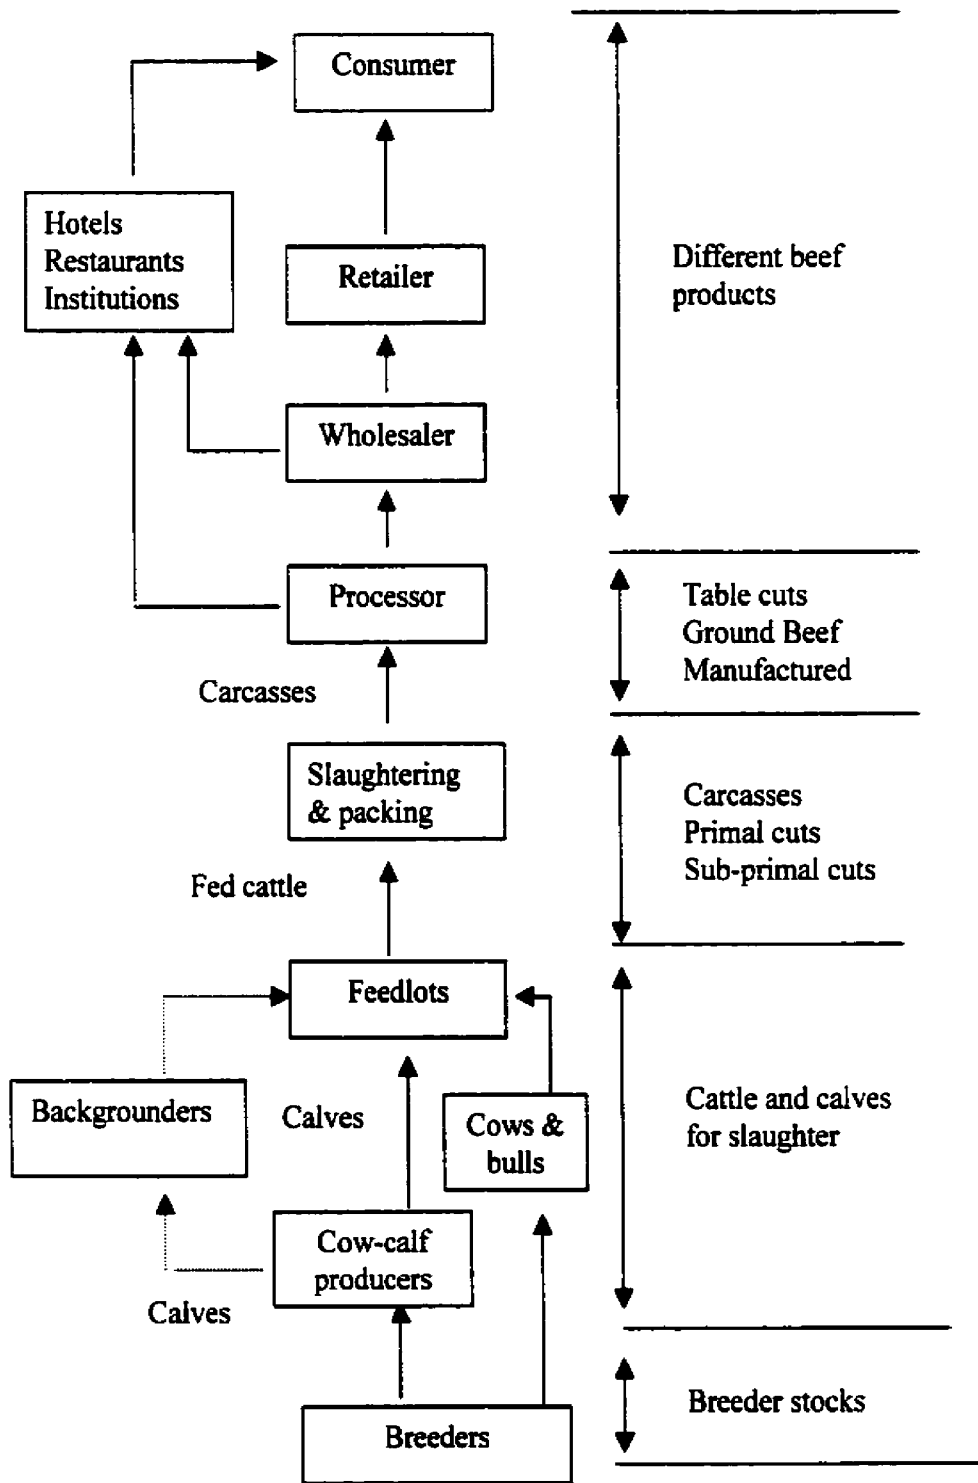 Consumer
Hotels
Restaurants
Institutions
Retailer
Different beef
products
Wholesaler
Processor
Table cuts
Ground Beef
Manufactured
Carcasses
Slaughtering
& packing
Carcasses
Primal cuts
Sub-primal cuts
Fed cattle
Feedlots
Backgrounders
Calves
Cows &
bulls
Cattle and calves
for slaughter
Cow-calf
producers
Calves
Breeders
Breeder stocks